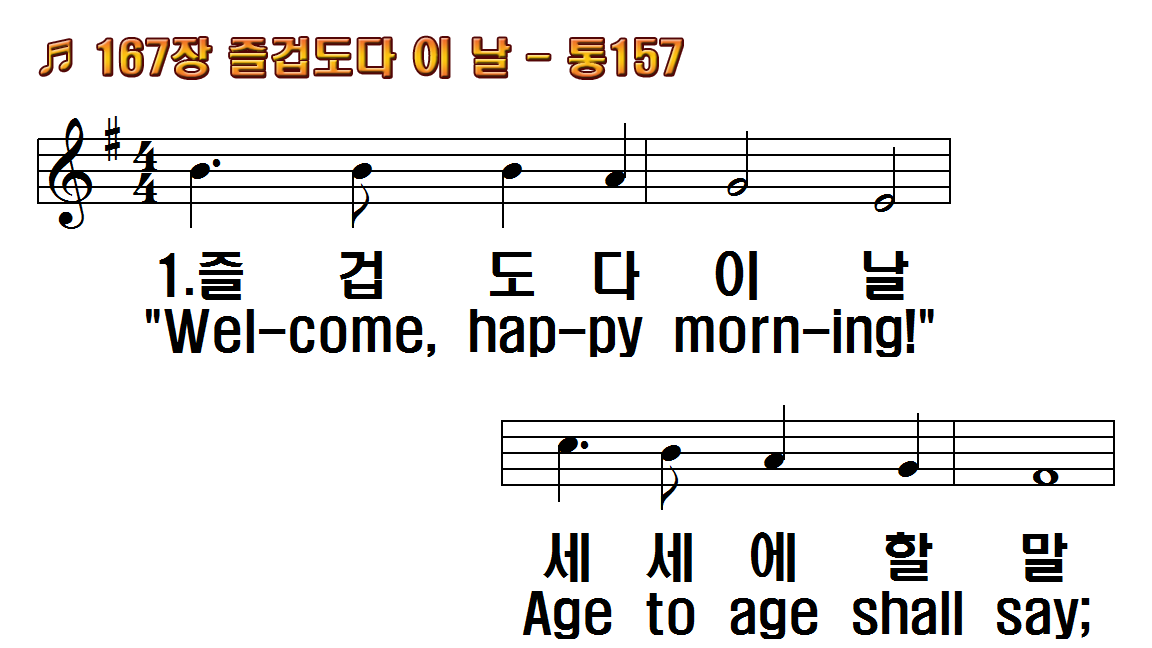 ♬ 167장 즐겁도다 이 날 - 통157
1.즐 겁 도 다 이 날
"Wel-come, hap-py morn-ing!"
세 세 에 할 말
Age to age shall say;